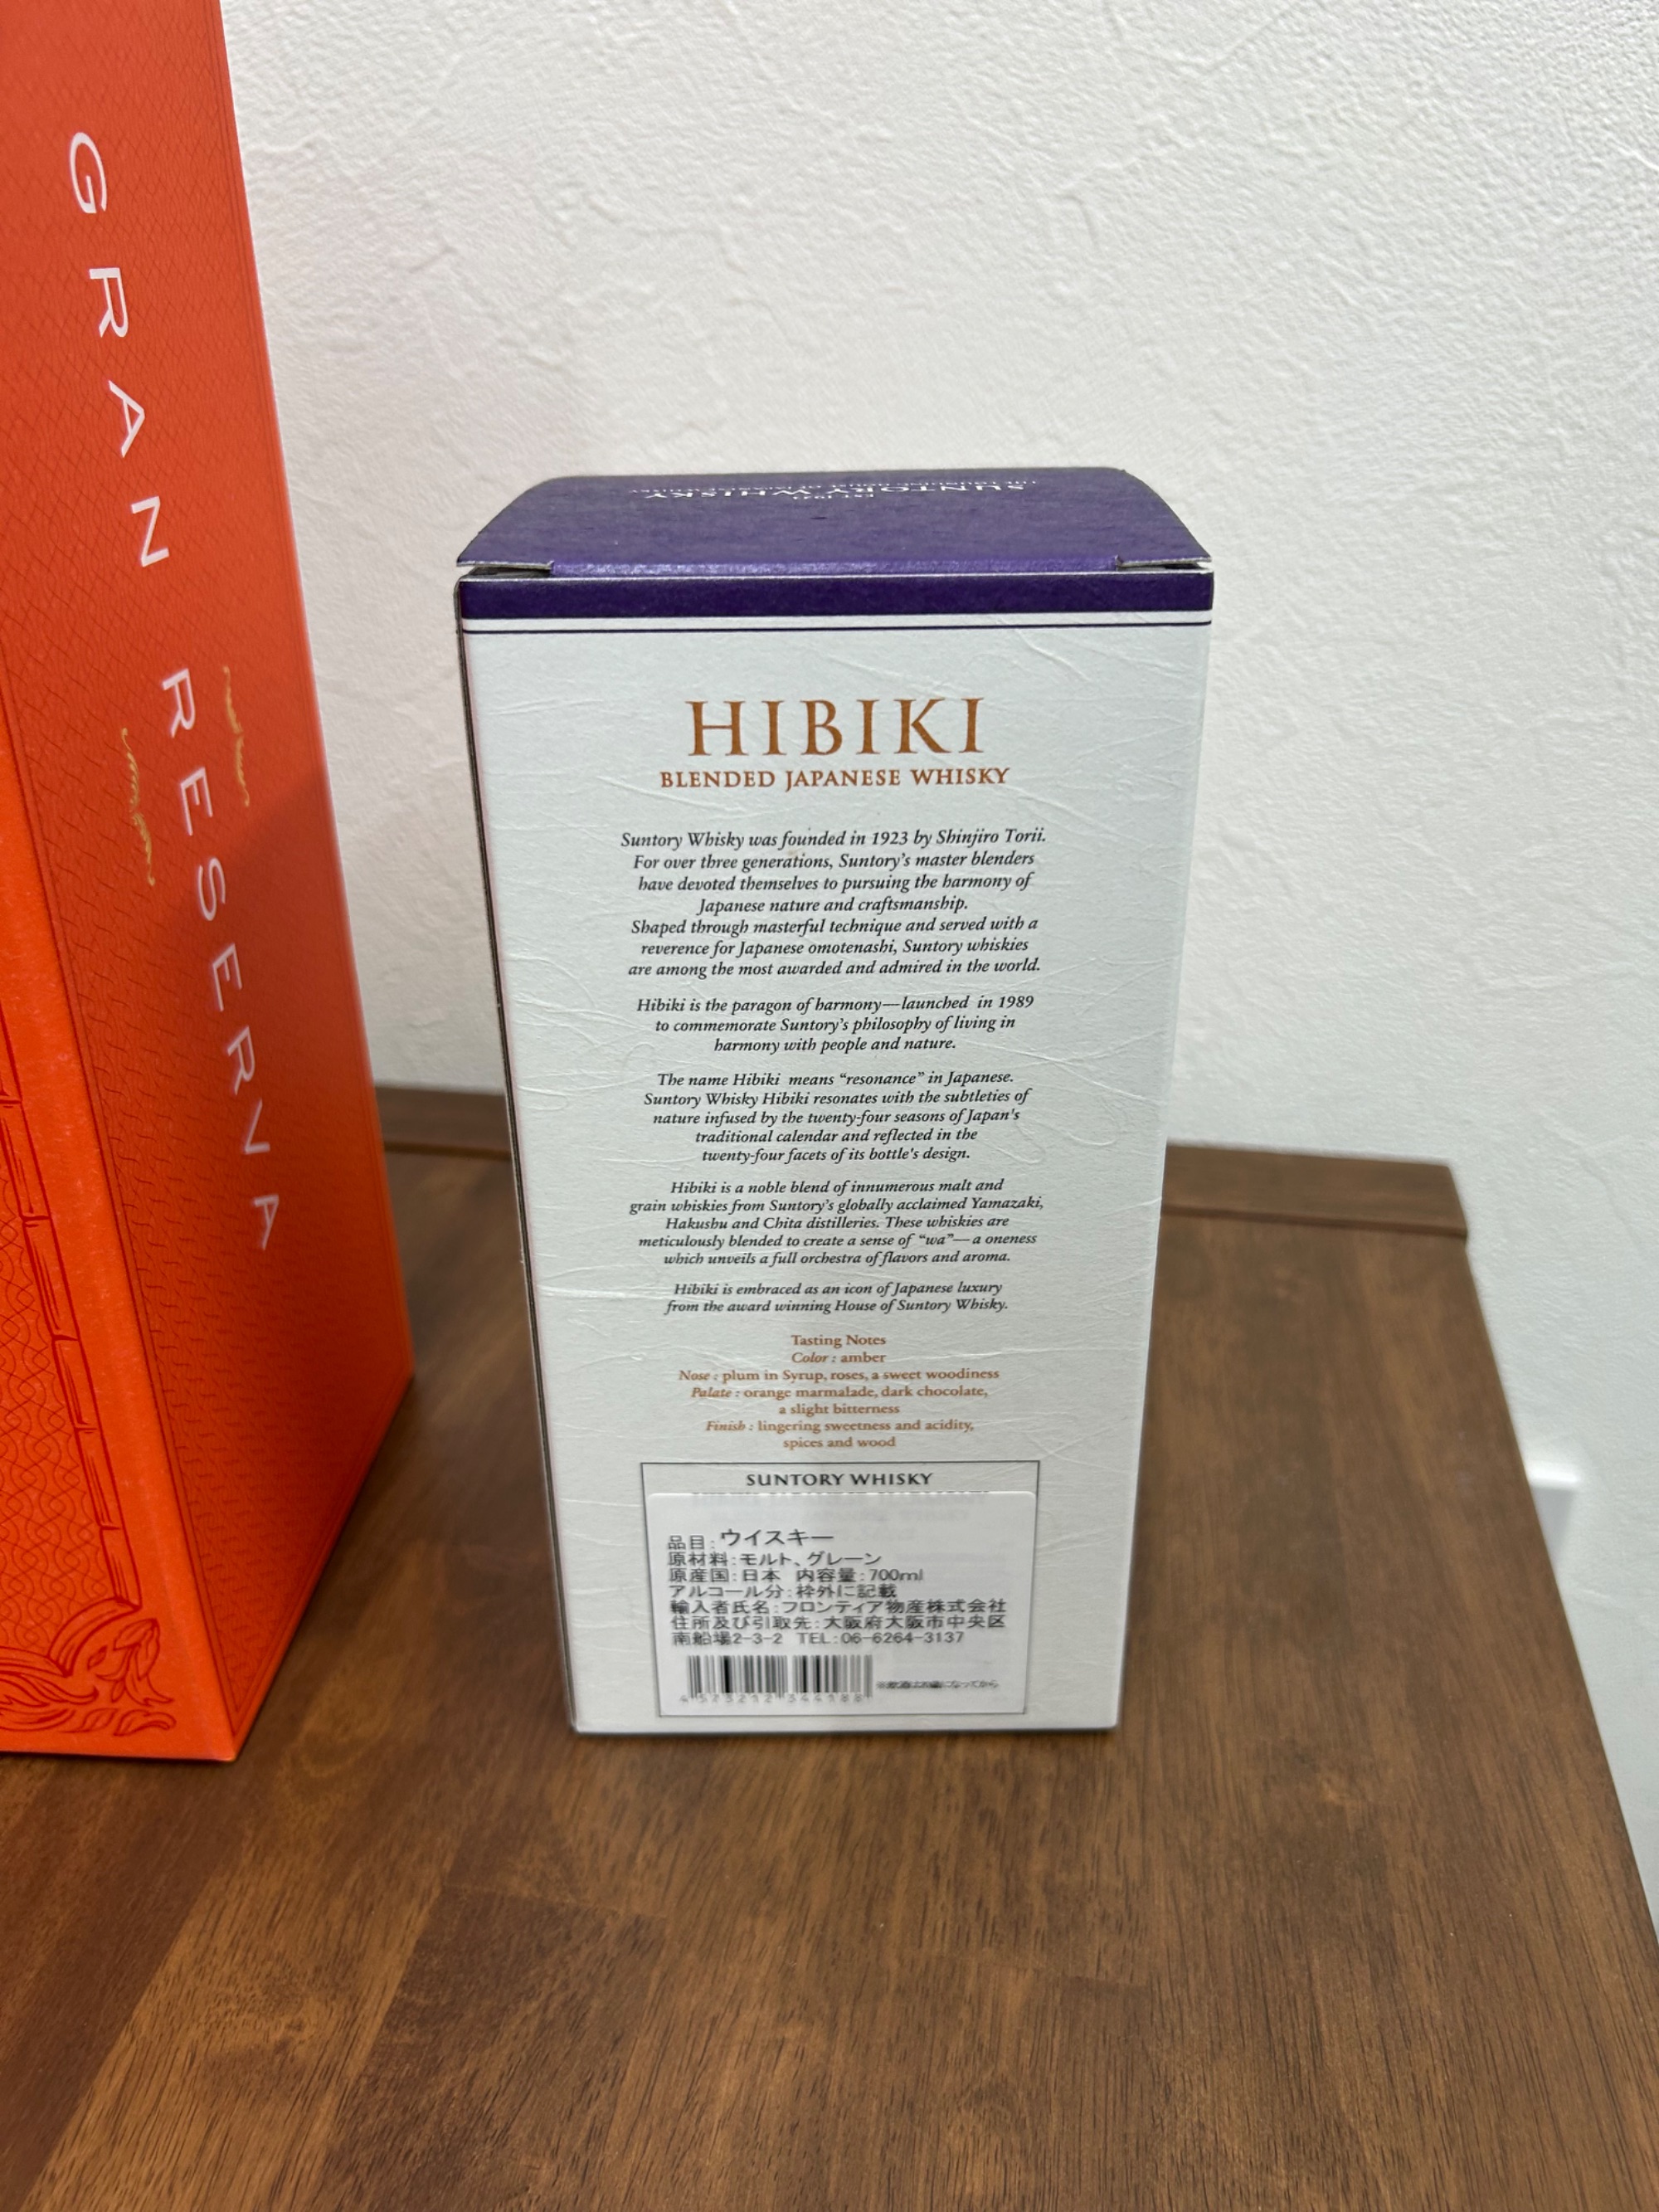 GRAN RESERVA
SUNTORY WHISKY
HIBIKI
BLENDED JAPANESE WHISKY
Suntory Whisky was founded in 1923 by Shinjiro Torii.
For over three generations, Suntory's master blenders
have devoted themselves to pursuing the harmony of
Japanese nature and craftsmanship.
Shaped through masterful technique and served with a
reverence for Japanese omotenashi, Suntory whiskies
are among the most awarded and admired in the world.
Hibiki is the paragon of harmony—launched in 1989
to commemorate Suntory's philosophy of living in
harmony with people and nature.
The name Hibiki means “resonance” in Japanese.
Suntory Whisky Hibiki resonates with the subtleties of
nature infused by the twenty-four seasons of Japan's
traditional calendar and reflected in the
twenty-four facets of its bottle's design.
Hibiki is a noble blend of innumerous malt and
grain whiskies from Suntory's globally acclaimed Yamazaki,
Hakushu and Chita distilleries. These whiskies are
meticulously blended to create a sense of “wa”—a oneness
which unveils a full orchestra of flavors and aroma.
Hibiki is embraced as an icon of Japanese luxury
from the award winning House of Suntory Whisky.
Tasting Notes
Color : amber
Nose : plum in Syrup, roses, a sweet woodiness
Palate : orange marmalade, dark chocolate,
a slight bitterness
Finish : lingering sweetness and acidity,
spices and wood
SUNTORY WHISKY
品目:ウイスキー
原材料:モルト、グレーン
原産国:日本 内容量:700ml
アルコール分:枠外に記載
輸入者氏名:フロンティア物産株式会社
住所及び引取先:大阪府大阪市中央区
南船場2-3-2 TEL:06-6264-3137
※飲酒はお歳になってから